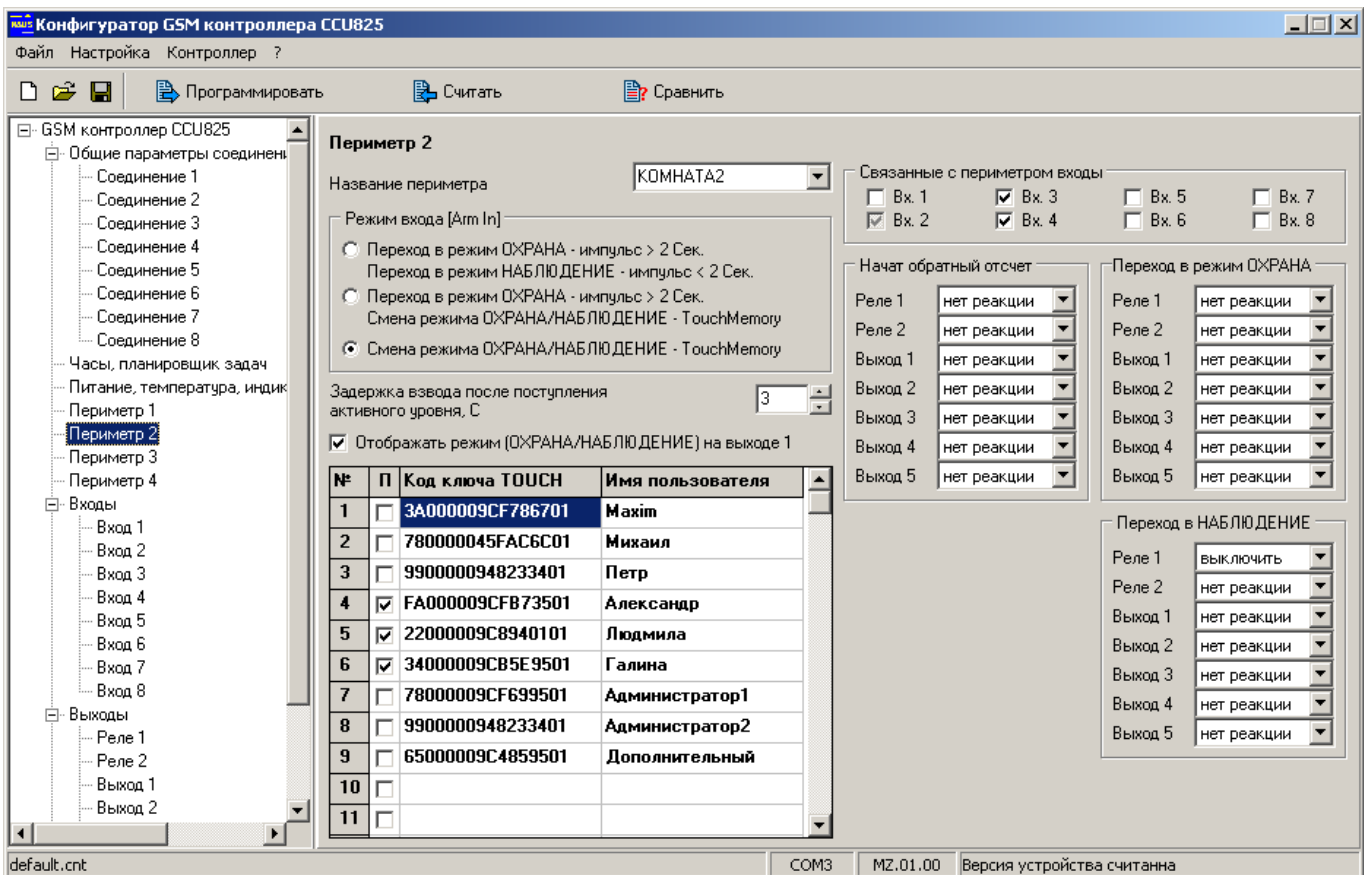 Конфигуратор GSM контроллера CCU825
Файл Настройка Контроллер ?
Программировать Считать Сравнить
GSM контроллер CCU825
Общие параметры соединени
Соединение 1
Соединение 2
Соединение 3
Соединение 4
Соединение 5
Соединение 6
Соединение 7
Соединение 8
Часы, планировщик задач
Питание, температура, индик
Периметр 1
Периметр 2
Периметр 3
Периметр 4
Входы
Вход 1
Вход 2
Вход 3
Вход 4
Вход 5
Вход 6
Вход 7
Вход 8
Выходы
Реле 1
Реле 2
Выход 1
Выход 2
Периметр 2
Название периметра КОМНАТА2
Режим входа [Arm In]
Переход в режим ОХРАНА - импульс > 2 Сек.
Переход в режим НАБЛЮДЕНИЕ - импульс < 2 Сек.
Переход в режим ОХРАНА - импульс > 2 Сек.
Смена режима ОХРАНА/НАБЛЮДЕНИЕ - TouchMemory
Смена режима ОХРАНА/НАБЛЮДЕНИЕ - TouchMemory
Задержка взвода после поступления
активного уровня, С 3
Отображать режим (ОХРАНА/НАБЛЮДЕНИЕ) на выходе 1
№ П Код ключа TOUCH Имя пользователя
1 3A000009CF786701 Maxim
2 780000045FAC6C01 Михаил
3 9900000948233401 Петр
4 FA000009CFB73501 Александр
5 22000009C8940101 Людмила
6 34000009CB5E9501 Галина
7 78000009CF699501 Администратор1
8 9900000948233401 Администратор2
9 65000009C4859501 Дополнительный
10
11
Связанные с периметром входы
Вх. 1 Вх. 3 Вх. 5 Вх. 7
Вх. 2 Вх. 4 Вх. 6 Вх. 8
Начат обратный отсчет
Реле 1 нет реакции
Реле 2 нет реакции
Выход 1 нет реакции
Выход 2 нет реакции
Выход 3 нет реакции
Выход 4 нет реакции
Выход 5 нет реакции
Переход в режим ОХРАНА
Реле 1 нет реакции
Реле 2 нет реакции
Выход 1 нет реакции
Выход 2 нет реакции
Выход 3 нет реакции
Выход 4 нет реакции
Выход 5 нет реакции
Переход в НАБЛЮДЕНИЕ
Реле 1 выключить
Реле 2 нет реакции
Выход 1 нет реакции
Выход 2 нет реакции
Выход 3 нет реакции
Выход 4 нет реакции
Выход 5 нет реакции
default.cnt COM3 MZ.01.00 Версия устройства считанна